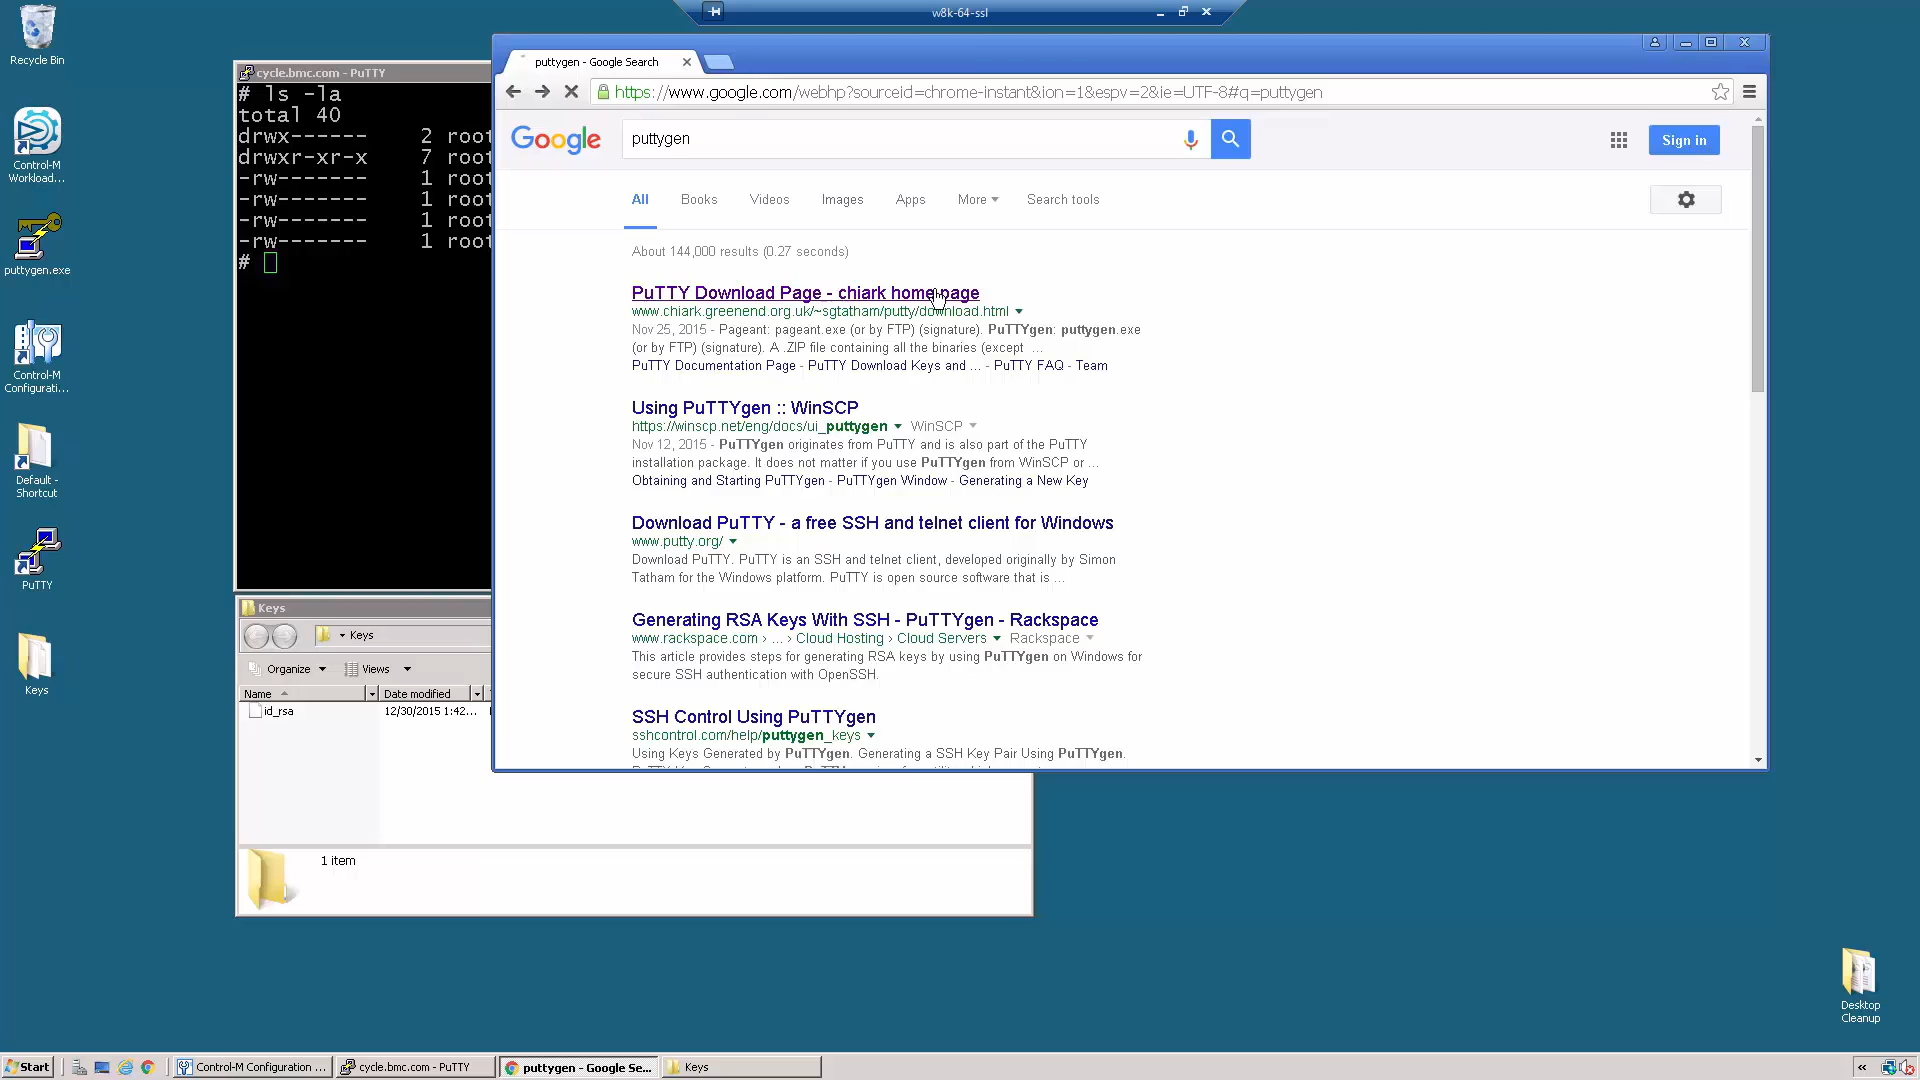 w8k-64-ssl
Recycle Bin
Control-M
Workload...
puttygen.exe
Control-M
Configurati...
Default -
Shortcut
PuTTY
Keys
cycle.bmc.com - PuTTY
# ls -la
total 40
drwx------ 2 root
drwxr-xr-x 7 root
-rw------- 1 root
-rw------- 1 root
-rw------- 1 root
-rw------- 1 root
#
Keys
Keys
Organize Views
Name Date modified
id_rsa 12/30/2015 1:42...
1 item
puttygen - Google Search
https://www.google.com/webhp?sourceid=chrome-instant&ion=1&espv=2&ie=UTF-8#q=puttygen
Google puttygen Sign in
All Books Videos Images Apps More Search tools
About 144,000 results (0.27 seconds)
PuTTY Download Page - chiark home page
www.chiark.greenend.org.uk/~sgtatham/putty/download.html
Nov 25, 2015 - Pageant: pageant.exe (or by FTP) (signature). PuTTYgen: puttygen.exe
(or by FTP) (signature). A .ZIP file containing all the binaries (except ...
PuTTY Documentation Page - PuTTY Download Keys and ... - PuTTY FAQ - Team
Using PuTTYgen :: WinSCP
https://winscp.net/eng/docs/ui_puttygen WinSCP
Nov 12, 2015 - PuTTYgen originates from PuTTY and is also part of the PuTTY
installation package. It does not matter if you use PuTTYgen from WinSCP or ...
Obtaining and Starting PuTTYgen - PuTTYgen Window - Generating a New Key
Download PuTTY - a free SSH and telnet client for Windows
www.putty.org/
Download PuTTY. PuTTY is an SSH and telnet client, developed originally by Simon
Tatham for the Windows platform. PuTTY is open source software that is ...
Generating RSA Keys With SSH - PuTTYgen - Rackspace
www.rackspace.com › ... › Cloud Hosting › Cloud Servers Rackspace
This article provides steps for generating RSA keys by using PuTTYgen on Windows for
secure SSH authentication with OpenSSH.
SSH Control Using PuTTYgen
sshcontrol.com/help/puttygen_keys
Using Keys Generated by PuTTYgen. Generating a SSH Key Pair Using PuTTYgen.
Desktop
Cleanup
Start
Control-M Configuration ...
cycle.bmc.com - PuTTY
puttygen - Google Se...
Keys